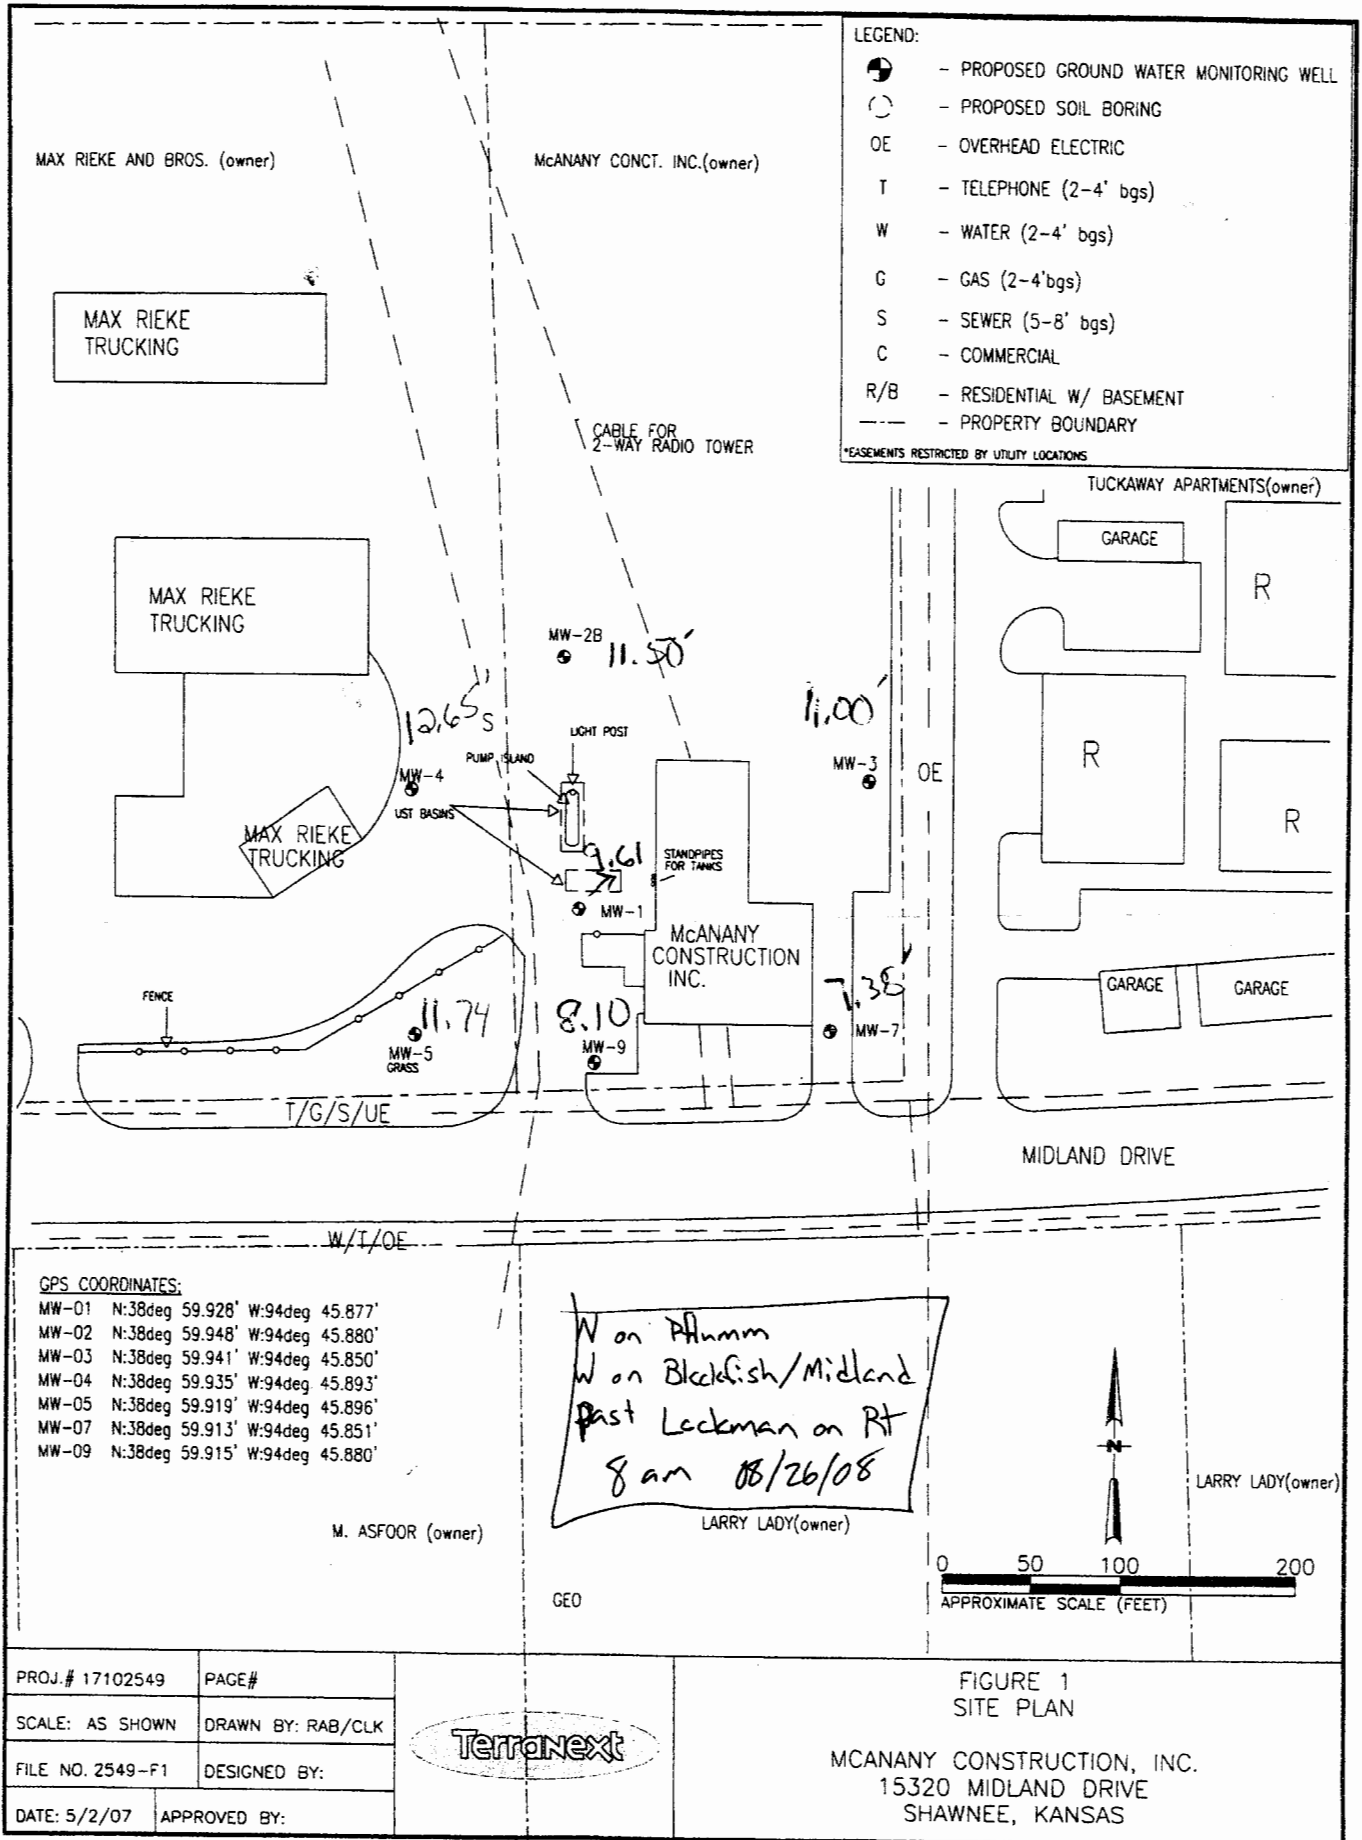 LEGEND:
- PROPOSED GROUND WATER MONITORING WELL
- PROPOSED SOIL BORING
OE - OVERHEAD ELECTRIC
T - TELEPHONE (2-4' bgs)
W - WATER (2-4' bgs)
G - GAS (2-4'bgs)
S - SEWER (5-8' bgs)
C - COMMERCIAL
R/B - RESIDENTIAL W/ BASEMENT
- PROPERTY BOUNDARY
*EASEMENTS RESTRICTED BY UTILITY LOCATIONS
MAX RIEKE AND BROS. (owner)
McANANY CONCT. INC.(owner)
MAX RIEKE
TRUCKING
CABLE FOR
2-WAY RADIO TOWER
TUCKAWAY APARTMENTS(owner)
GARAGE
R
MAX RIEKE
TRUCKING
MW-2B
11.50'
12.65'
S
11.00'
LIGHT POST
PUMP ISLAND
MW-3
OE
R
MW-4
UST BASINS
R
MAX RIEKE
TRUCKING
9.61
STANDPIPES
FOR TANKS
MW-1
McANANY
CONSTRUCTION
INC.
FENCE
11.74
8.10
7.38'
GARAGE
GARAGE
MW-5
GRASS
MW-9
MW-7
T/G/S/UE
MIDLAND DRIVE
W/T/OE
GPS COORDINATES:
MW-01 N:38deg 59.928' W:94deg 45.877'
MW-02 N:38deg 59.948' W:94deg 45.880'
MW-03 N:38deg 59.941' W:94deg 45.850'
MW-04 N:38deg 59.935' W:94deg 45.893'
MW-05 N:38deg 59.919' W:94deg 45.896'
MW-07 N:38deg 59.913' W:94deg 45.851'
MW-09 N:38deg 59.915' W:94deg 45.880'
N on Pflumm
W on Blackfish/Midland
Past Lackman on Rt
8 am 08/26/08
N
LARRY LADY(owner)
M. ASFOOR (owner)
LARRY LADY(owner)
GEO
0 50 100 200
APPROXIMATE SCALE (FEET)
PROJ.# 17102549
PAGE#
SCALE: AS SHOWN
DRAWN BY: RAB/CLK
FILE NO. 2549-F1
DESIGNED BY:
DATE: 5/2/07
APPROVED BY:
Terranext
FIGURE 1
SITE PLAN
MCANANY CONSTRUCTION, INC.
15320 MIDLAND DRIVE
SHAWNEE, KANSAS